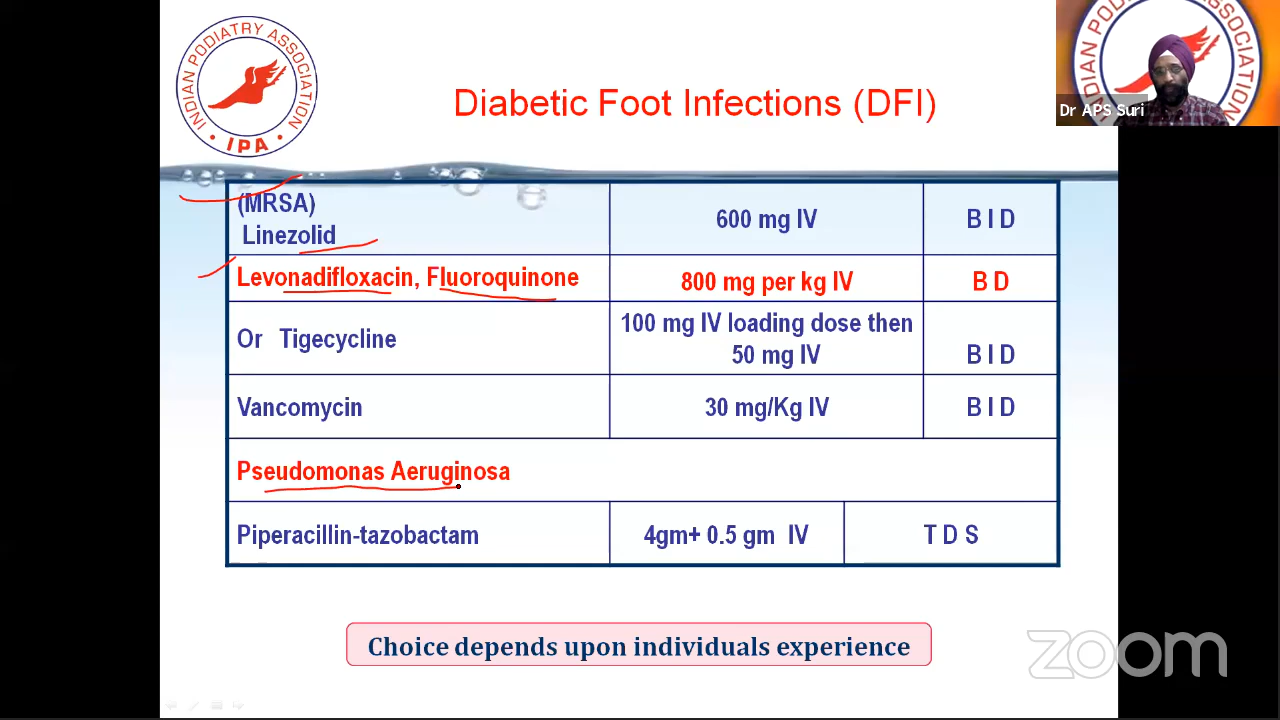 INDIAN PODIATRY ASSOCIATION
IPA
Diabetic Foot Infections (DFI)
Dr APS Suri
(MRSA)
Linezolid
600 mg IV
B I D
Levonadifloxacin, Fluoroquinone
800 mg per kg IV
B D
Or Tigecycline
100 mg IV loading dose then
50 mg IV
B I D
Vancomycin
30 mg/Kg IV
B I D
Pseudomonas Aeruginosa
Piperacillin-tazobactam
4gm+ 0.5 gm IV
T D S
Choice depends upon individuals experience
zoom